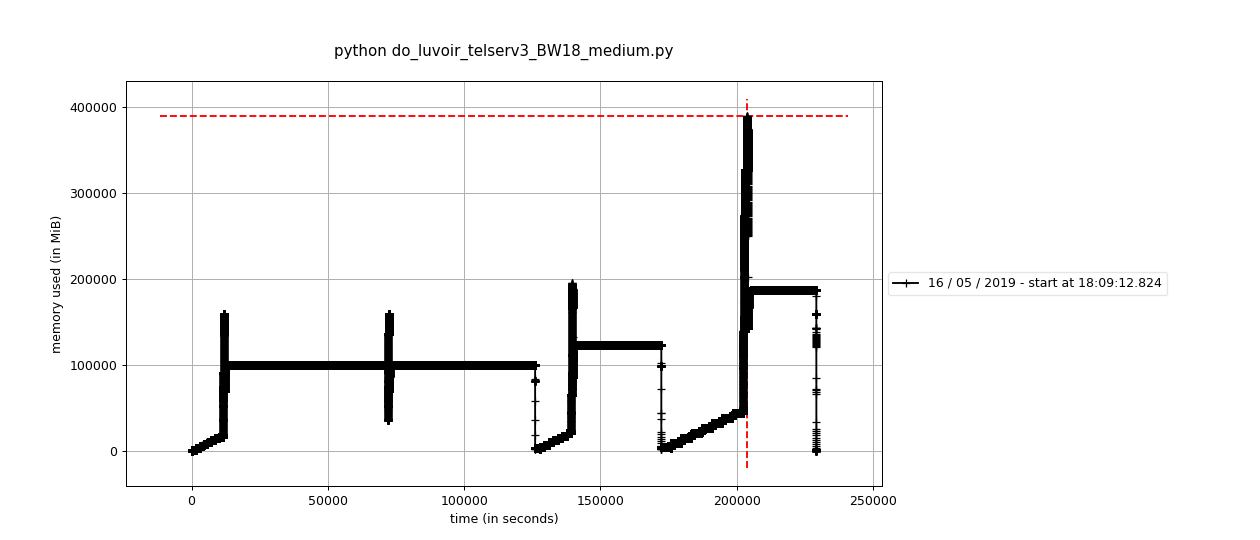 python do_luvoir_telserv3_BW18_medium.py
400000
300000
200000
100000
0
memory used (in MiB)
0
50000
100000
150000
200000
250000
time (in seconds)
16 / 05 / 2019 - start at 18:09:12.824